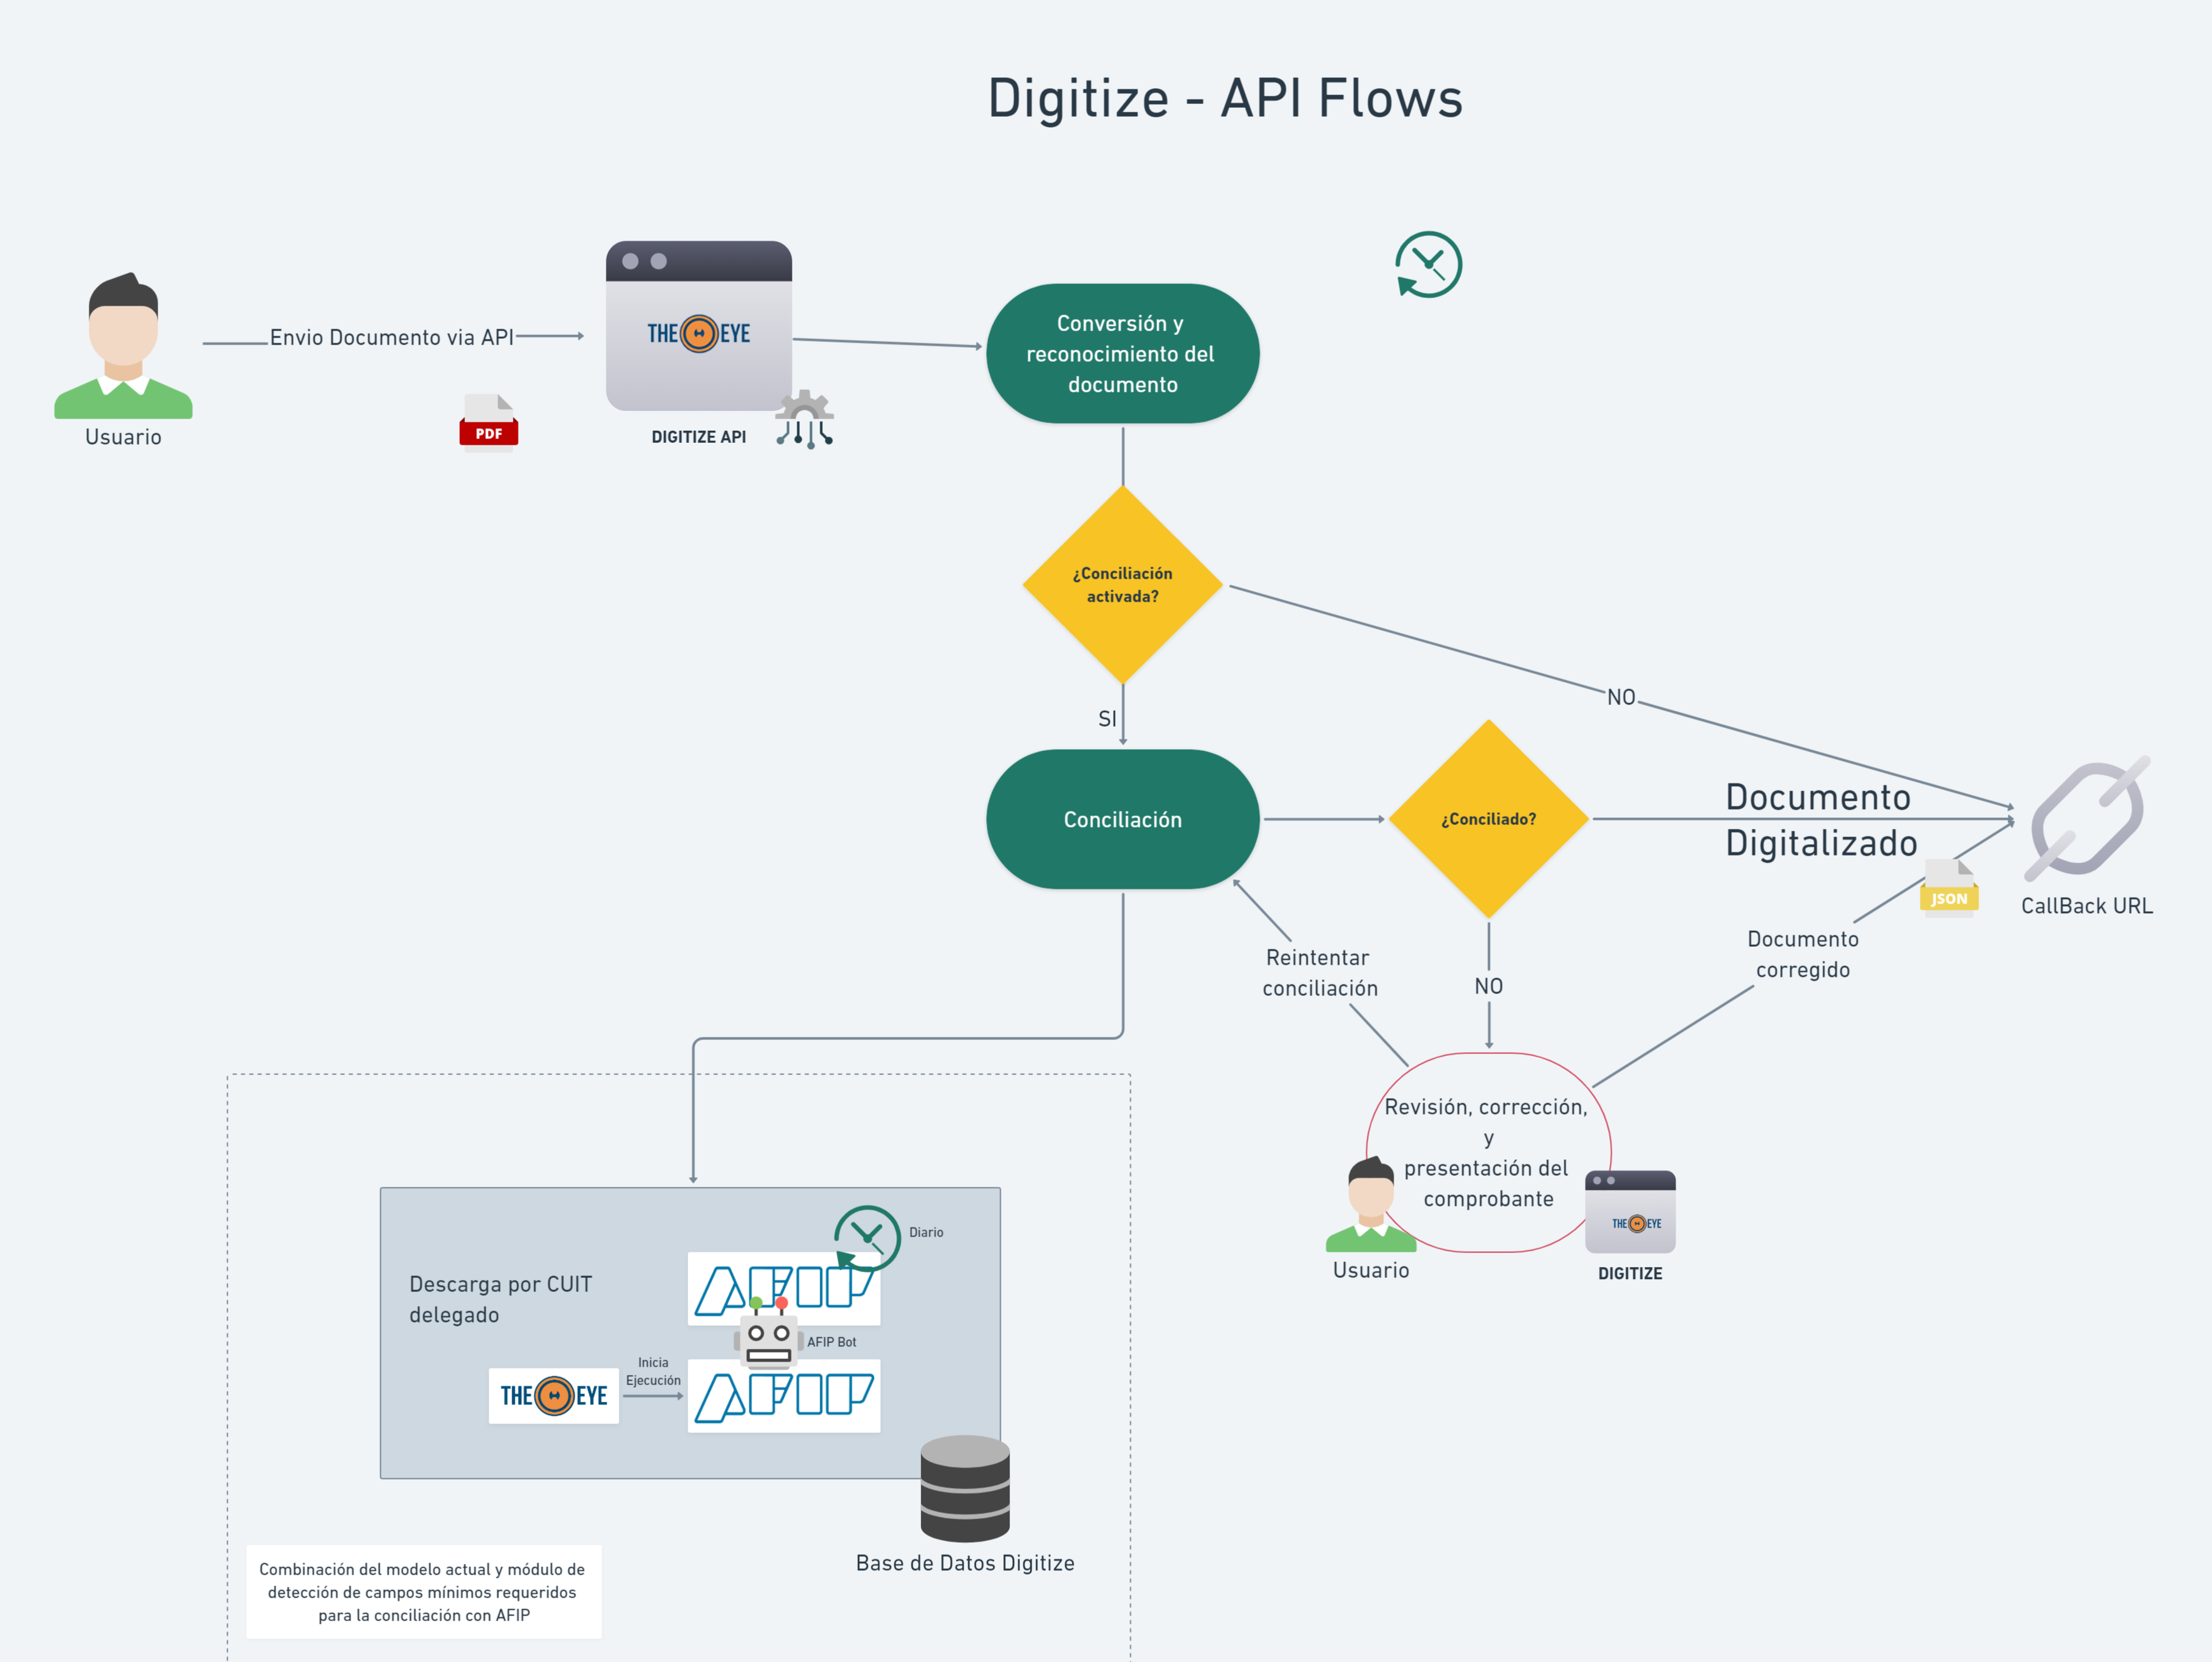 Digitize - API Flows
Envio Documento via API
THE EYE
PDF
Usuario
DIGITIZE API
Conversión y
reconocimiento del
documento
¿Conciliación
activada?
NO
SI
Conciliación
¿Conciliado?
Documento
Digitalizado
JSON
CallBack URL
Documento
corregido
Reintentar
conciliación
NO
Revisión, corrección,
y
presentación del
comprobante
THE EYE
Usuario
DIGITIZE
Diario
Descarga por CUIT
delegado
AFIP
AFIP Bot
Inicia
Ejecución
THE EYE
AFIP
Base de Datos Digitize
Combinación del modelo actual y módulo de
detección de campos mínimos requeridos
para la conciliación con AFIP